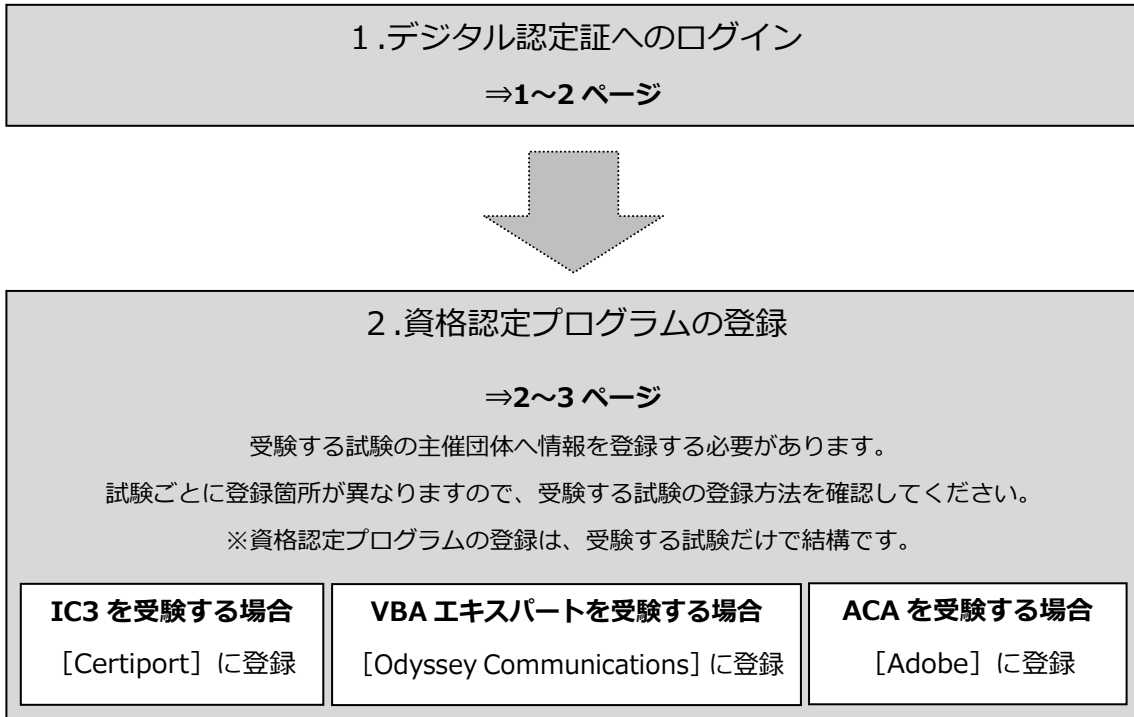 １.デジタル認定証へのログイン
⇒1～2 ページ
２.資格認定プログラムの登録
⇒2～3 ページ
受験する試験の主催団体へ情報を登録する必要があります。
試験ごとに登録箇所が異なりますので、受験する試験の登録方法を確認してください。
※資格認定プログラムの登録は、受験する試験だけで結構です。
IC3 を受験する場合
［Certiport］に登録
VBA エキスパートを受験する場合
［Odyssey Communications］に登録
ACA を受験する場合
［Adobe］に登録